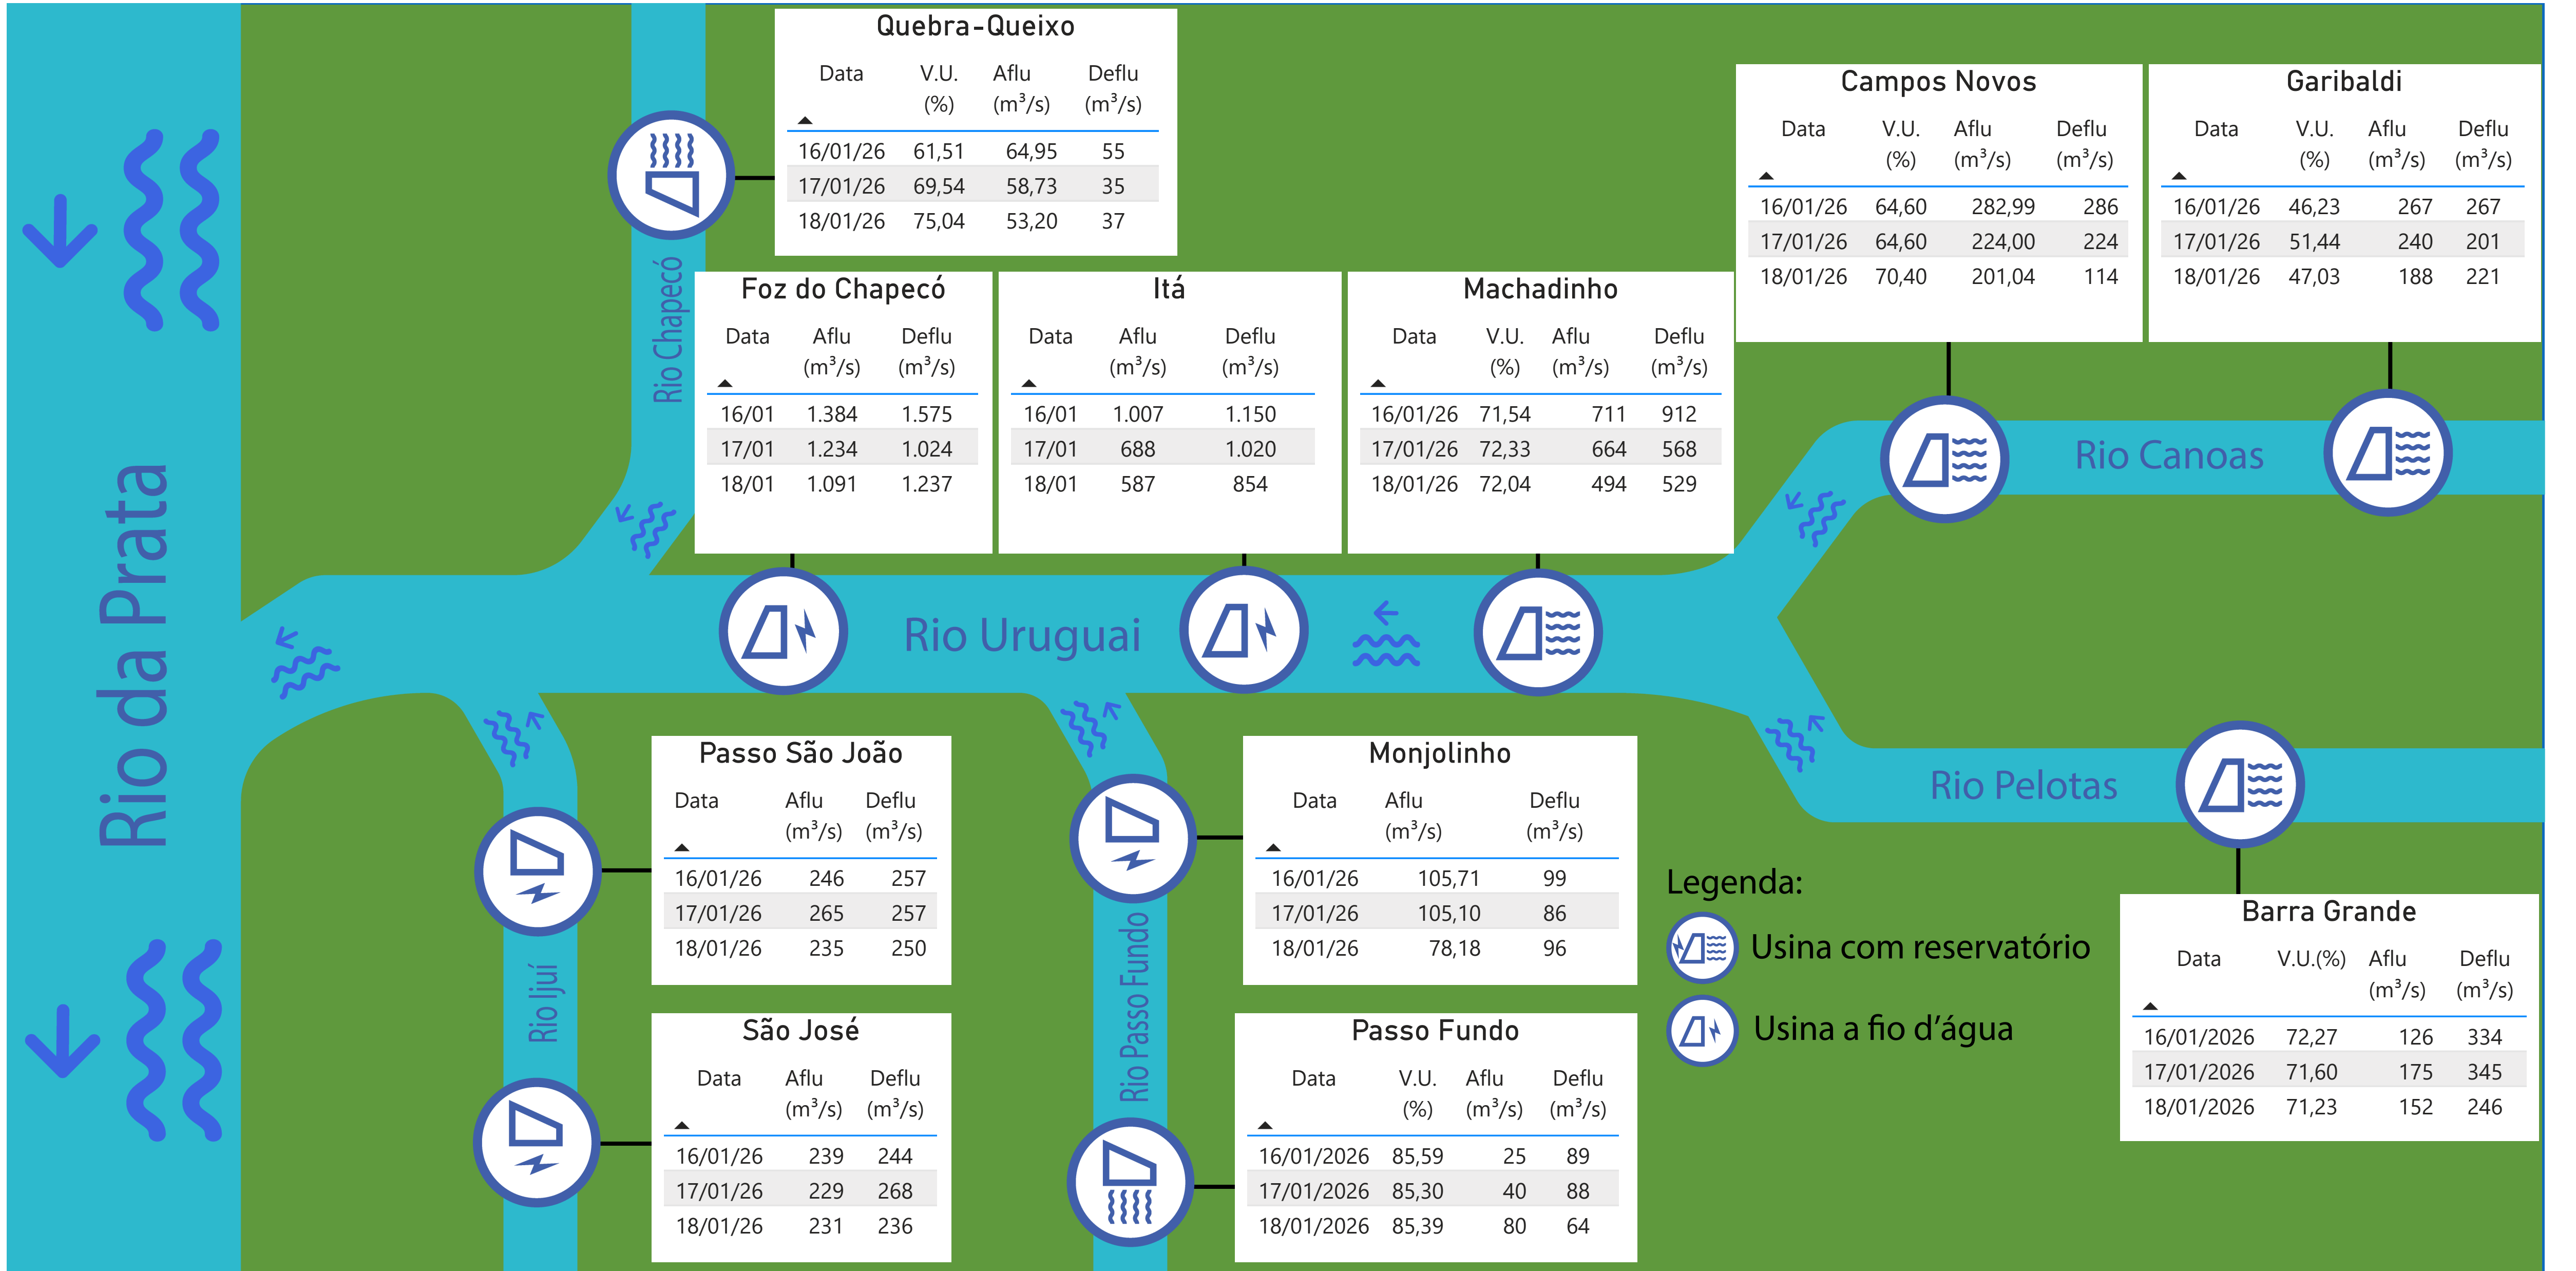 Quebra-Queixo
Data V.U. (%) Aflu (m³/s) Deflu (m³/s)
16/01/26 61,51 64,95 55
17/01/26 69,54 58,73 35
18/01/26 75,04 53,20 37
Campos Novos
Data V.U. (%) Aflu (m³/s) Deflu (m³/s)
16/01/26 64,60 282,99 286
17/01/26 64,60 224,00 224
18/01/26 70,40 201,04 114
Garibaldi
Data V.U. (%) Aflu (m³/s) Deflu (m³/s)
16/01/26 46,23 267 267
17/01/26 51,44 240 201
18/01/26 47,03 188 221
Rio Chapecó
Foz do Chapecó
Data Aflu (m³/s) Deflu (m³/s)
16/01 1.384 1.575
17/01 1.234 1.024
18/01 1.091 1.237
Itá
Data Aflu (m³/s) Deflu (m³/s)
16/01 1.007 1.150
17/01 688 1.020
18/01 587 854
Machadinho
Data V.U. (%) Aflu (m³/s) Deflu (m³/s)
16/01/26 71,54 711 912
17/01/26 72,33 664 568
18/01/26 72,04 494 529
Rio Canoas
Rio da Prata
Rio Uruguai
Rio Pelotas
Passo São João
Data Aflu (m³/s) Deflu (m³/s)
16/01/26 246 257
17/01/26 265 257
18/01/26 235 250
Monjolinho
Data Aflu (m³/s) Deflu (m³/s)
16/01/26 105,71 99
17/01/26 105,10 86
18/01/26 78,18 96
Legenda:
Usina com reservatório
Usina a fio d’água
Barra Grande
Data V.U.(%) Aflu (m³/s) Deflu (m³/s)
16/01/2026 72,27 126 334
17/01/2026 71,60 175 345
18/01/2026 71,23 152 246
Rio Ijuí
Rio Passo Fundo
São José
Data Aflu (m³/s) Deflu (m³/s)
16/01/26 239 244
17/01/26 229 268
18/01/26 231 236
Passo Fundo
Data V.U. (%) Aflu (m³/s) Deflu (m³/s)
16/01/2026 85,59 25 89
17/01/2026 85,30 40 88
18/01/2026 85,39 80 64